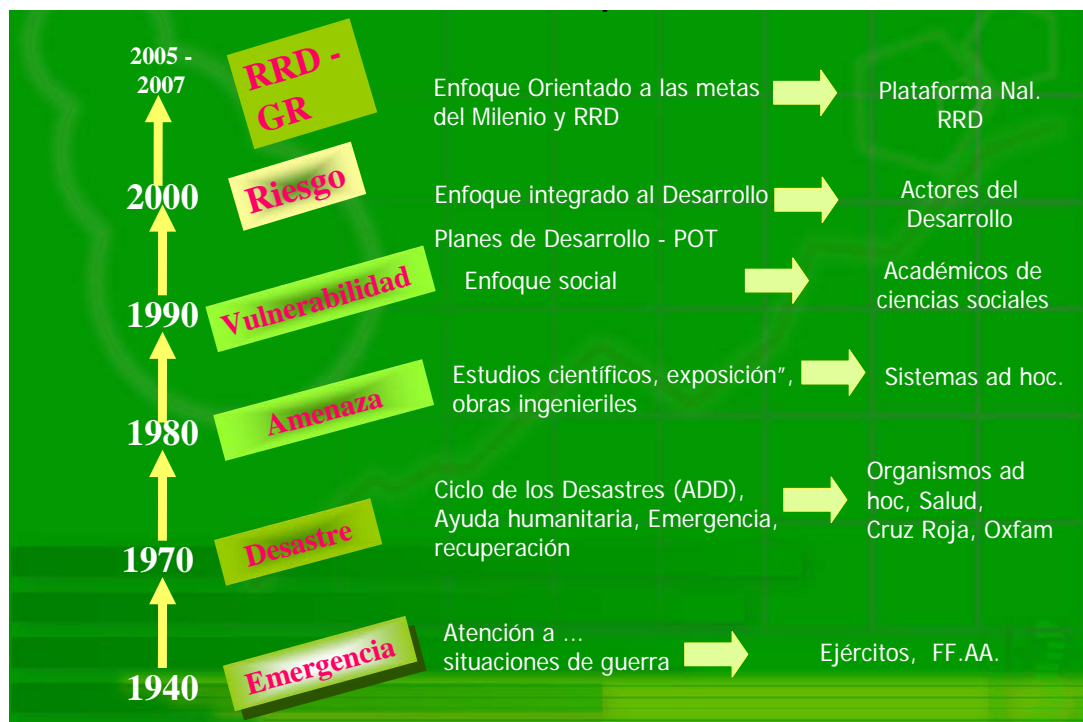 2005 -
2007
RRD -
GR
Enfoque Orientado a las metas
del Milenio y RRD
Plataforma Nal.
RRD
2000
Riesgo
Enfoque integrado al Desarrollo
Planes de Desarrollo - POT
Actores del
Desarrollo
1990
Vulnerabilidad
Enfoque social
Académicos de
ciencias sociales
1980
Amenaza
Estudios científicos, exposición”,
obras ingenieriles
Sistemas ad hoc.
1970
Desastre
Ciclo de los Desastres (ADD),
Ayuda humanitaria, Emergencia,
recuperación
Organismos ad
hoc, Salud,
Cruz Roja, Oxfam
1940
Emergencia
Atención a ...
situaciones de guerra
Ejércitos, FF.AA.